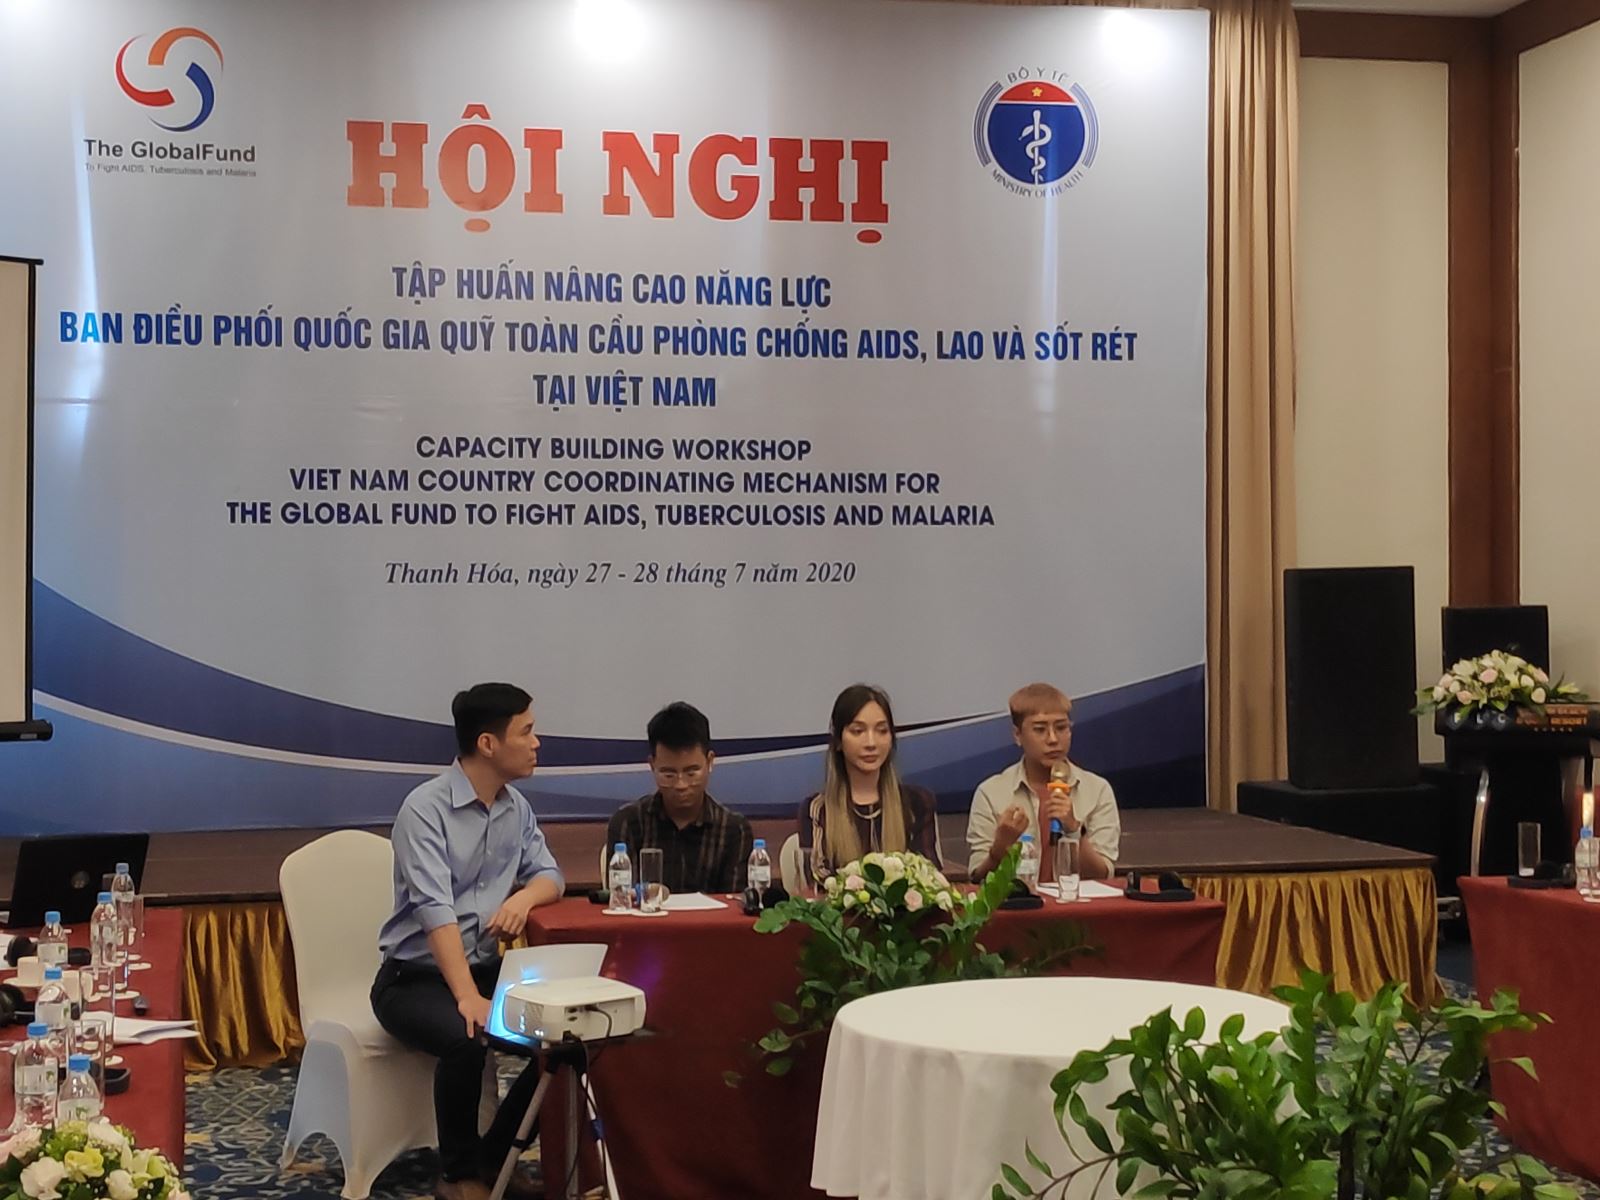 The GlobalFund
To Fight AIDS, Tuberculosis and Malaria
BỘ Y TẾ
MINISTRY OF HEALTH
HỘI NGHỊ
TẬP HUẤN NÂNG CAO NĂNG LỰC
BAN ĐIỀU PHỐI QUỐC GIA QUỸ TOÀN CẦU PHÒNG CHỐNG AIDS, LAO VÀ SỐT RÉT
TẠI VIỆT NAM
CAPACITY BUILDING WORKSHOP
VIET NAM COUNTRY COORDINATING MECHANISM FOR
THE GLOBAL FUND TO FIGHT AIDS, TUBERCULOSIS AND MALARIA
Thanh Hóa, ngày 27 - 28 tháng 7 năm 2020
FLC
RESORT